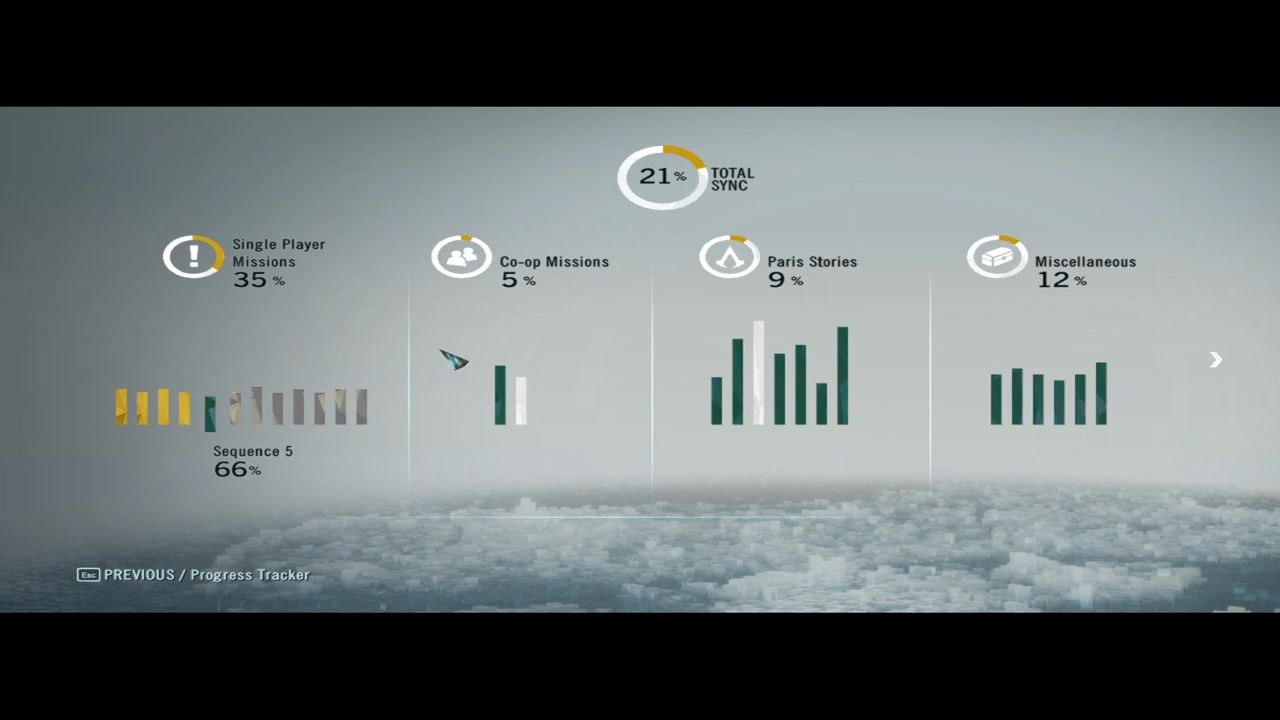 21 %
TOTAL
SYNC
Single Player
Missions
35 %
Co-op Missions
5 %
Paris Stories
9 %
Miscellaneous
12 %
Sequence 5
66%
Esc PREVIOUS / Progress Tracker